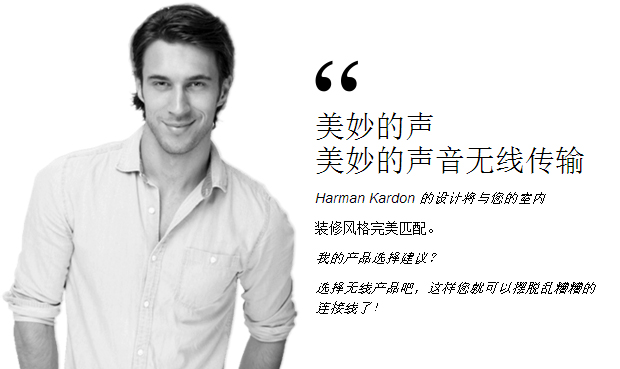 “
美妙的声
美妙的声音无线传输
Harman Kardon 的设计将与您的室内
装修风格完美匹配。
我的产品选择建议？
选择无线产品吧，这样您就可以摆脱乱糟糟的
连接线了！